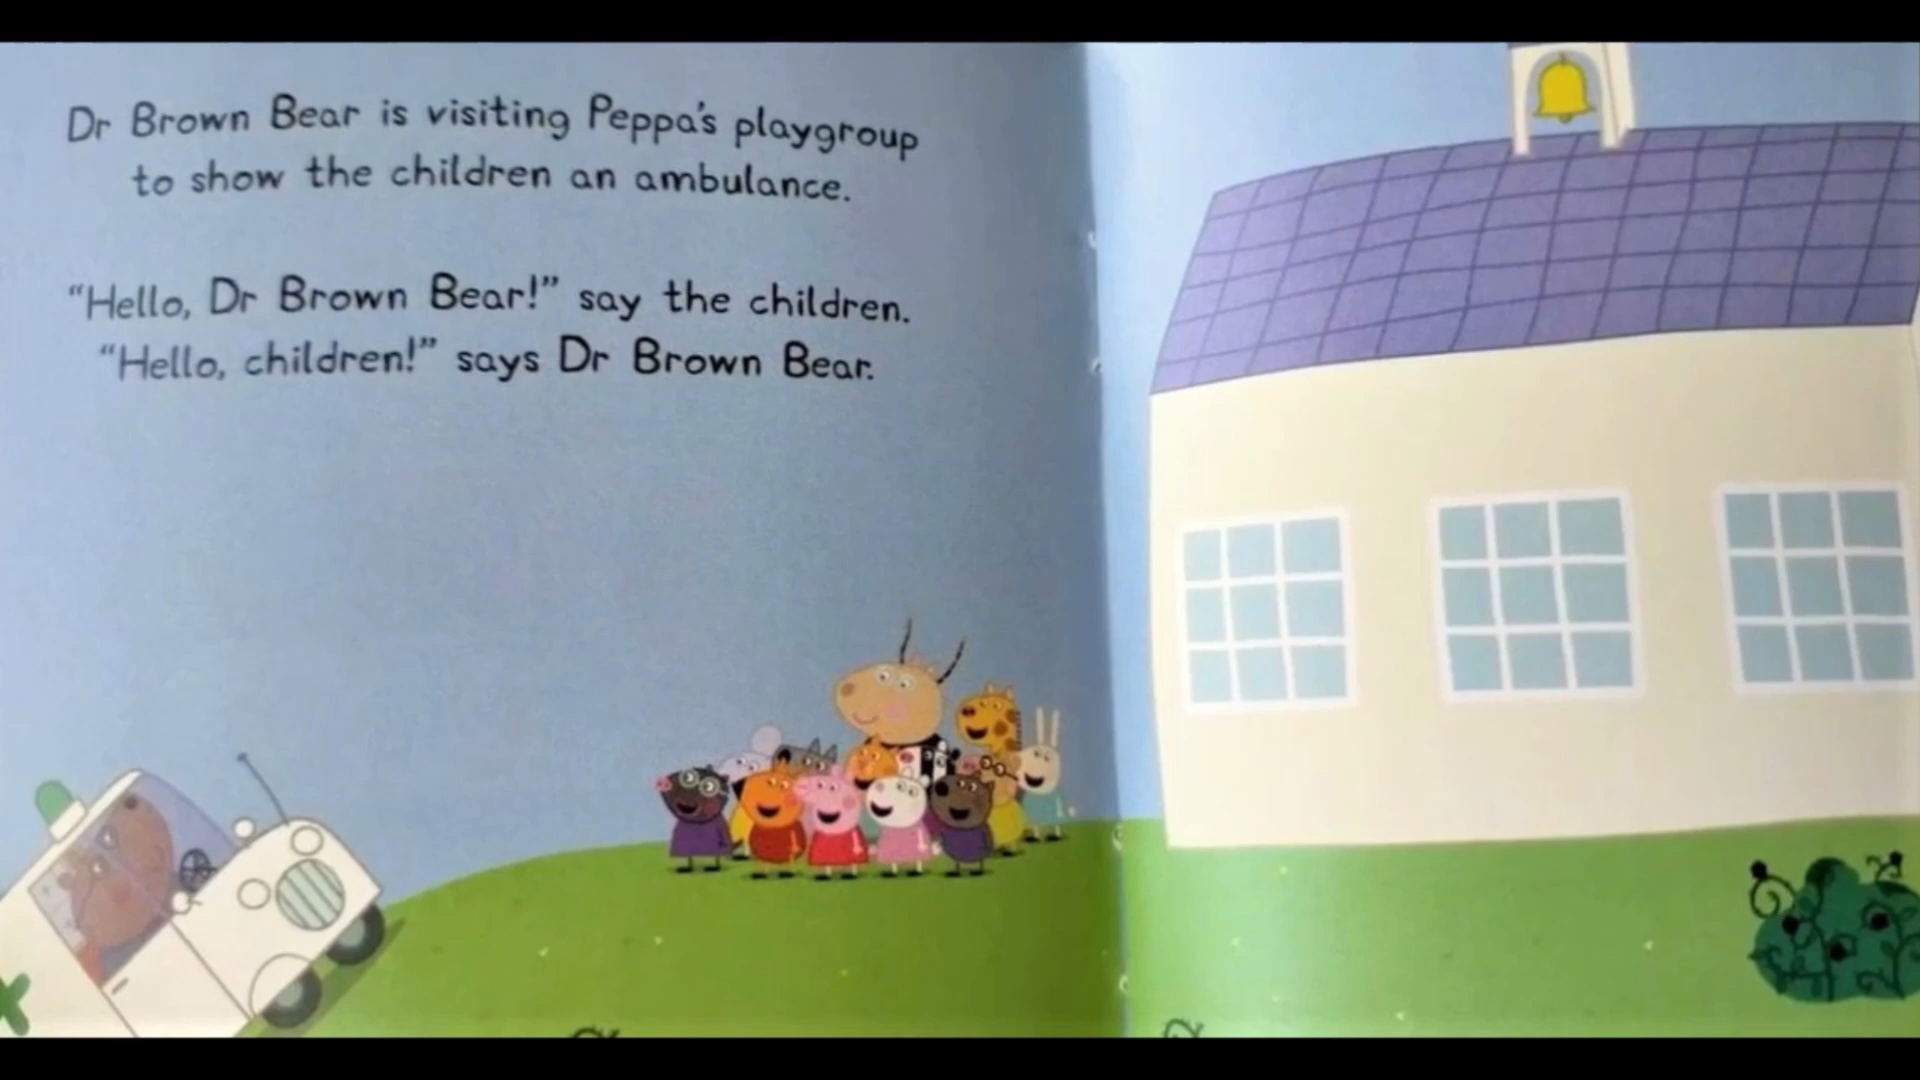 Dr Brown Bear is visiting Peppa's playgroup
to show the children an ambulance.
“Hello, Dr Brown Bear!” say the children.
“Hello, children!” says Dr Brown Bear.